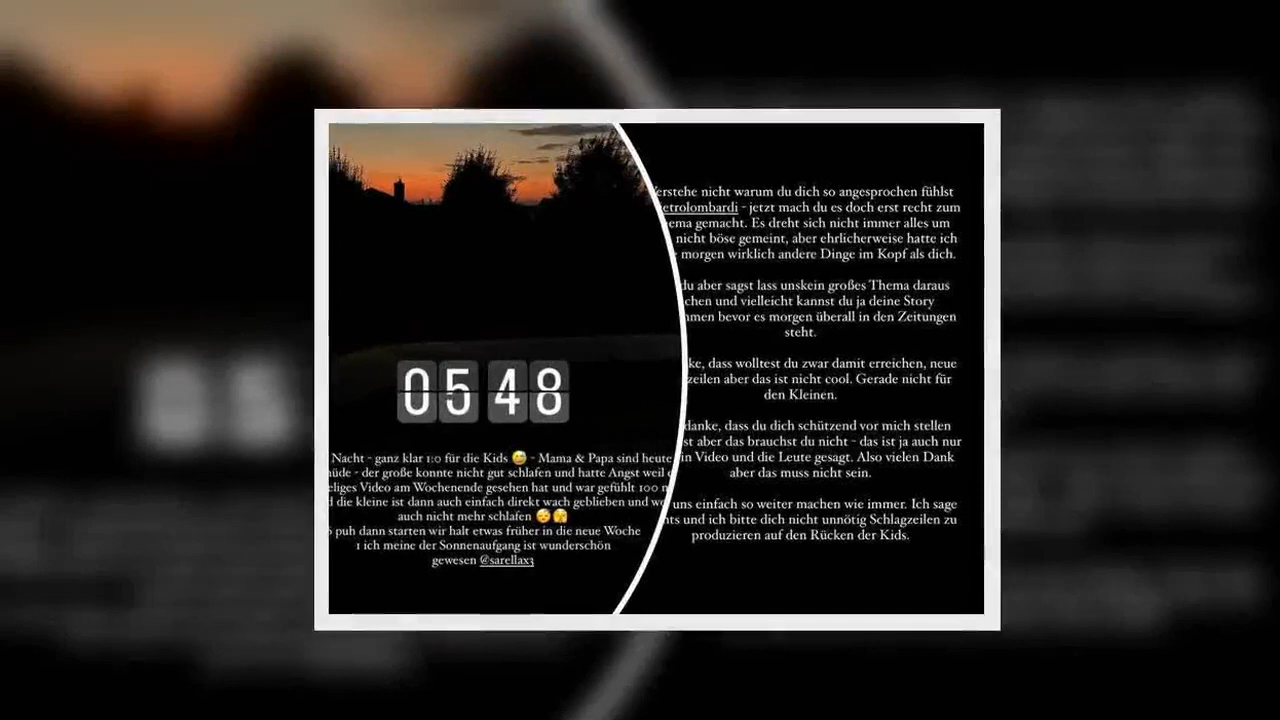 05 48
Nacht - ganz klar 1:0 für die Kids 😅 - Mama & Papa sind heute
- der große konnte nicht gut schlafen und hatte Angst weil
Video am Wochenende gesehen hat und war gefühlt 100
die kleine ist dann auch einfach direkt wach geblieben und
auch nicht mehr schlafen 😴🫣
puh dann starten wir halt etwas früher in die neue Woche
ich meine der Sonnenaufgang ist wunderschön
gewesen @sarellax3
erstehe nicht warum du dich so angesprochen fühlst
etrolombardi - jetzt mach du es doch erst recht zum
ema gemacht. Es dreht sich nicht immer alles um
nicht böse gemeint, aber ehrlicherweise hatte ich
morgen wirklich andere Dinge im Kopf als dich.
du aber sagst lass unskein großes Thema daraus
chen und vielleicht kannst du ja deine Story
hmen bevor es morgen überall in den Zeitungen
steht.
ke, dass wolltest du zwar damit erreichen, neue
zeilen aber das ist nicht cool. Gerade nicht für
den Kleinen.
danke, dass du dich schützend vor mich stellen
st aber das brauchst du nicht - das ist ja auch nur
in Video und die Leute gesagt. Also vielen Dank
aber das muss nicht sein.
uns einfach so weiter machen wie immer. Ich sage
hts und ich bitte dich nicht unnötig Schlagzeilen zu
produzieren auf den Rücken der Kids.